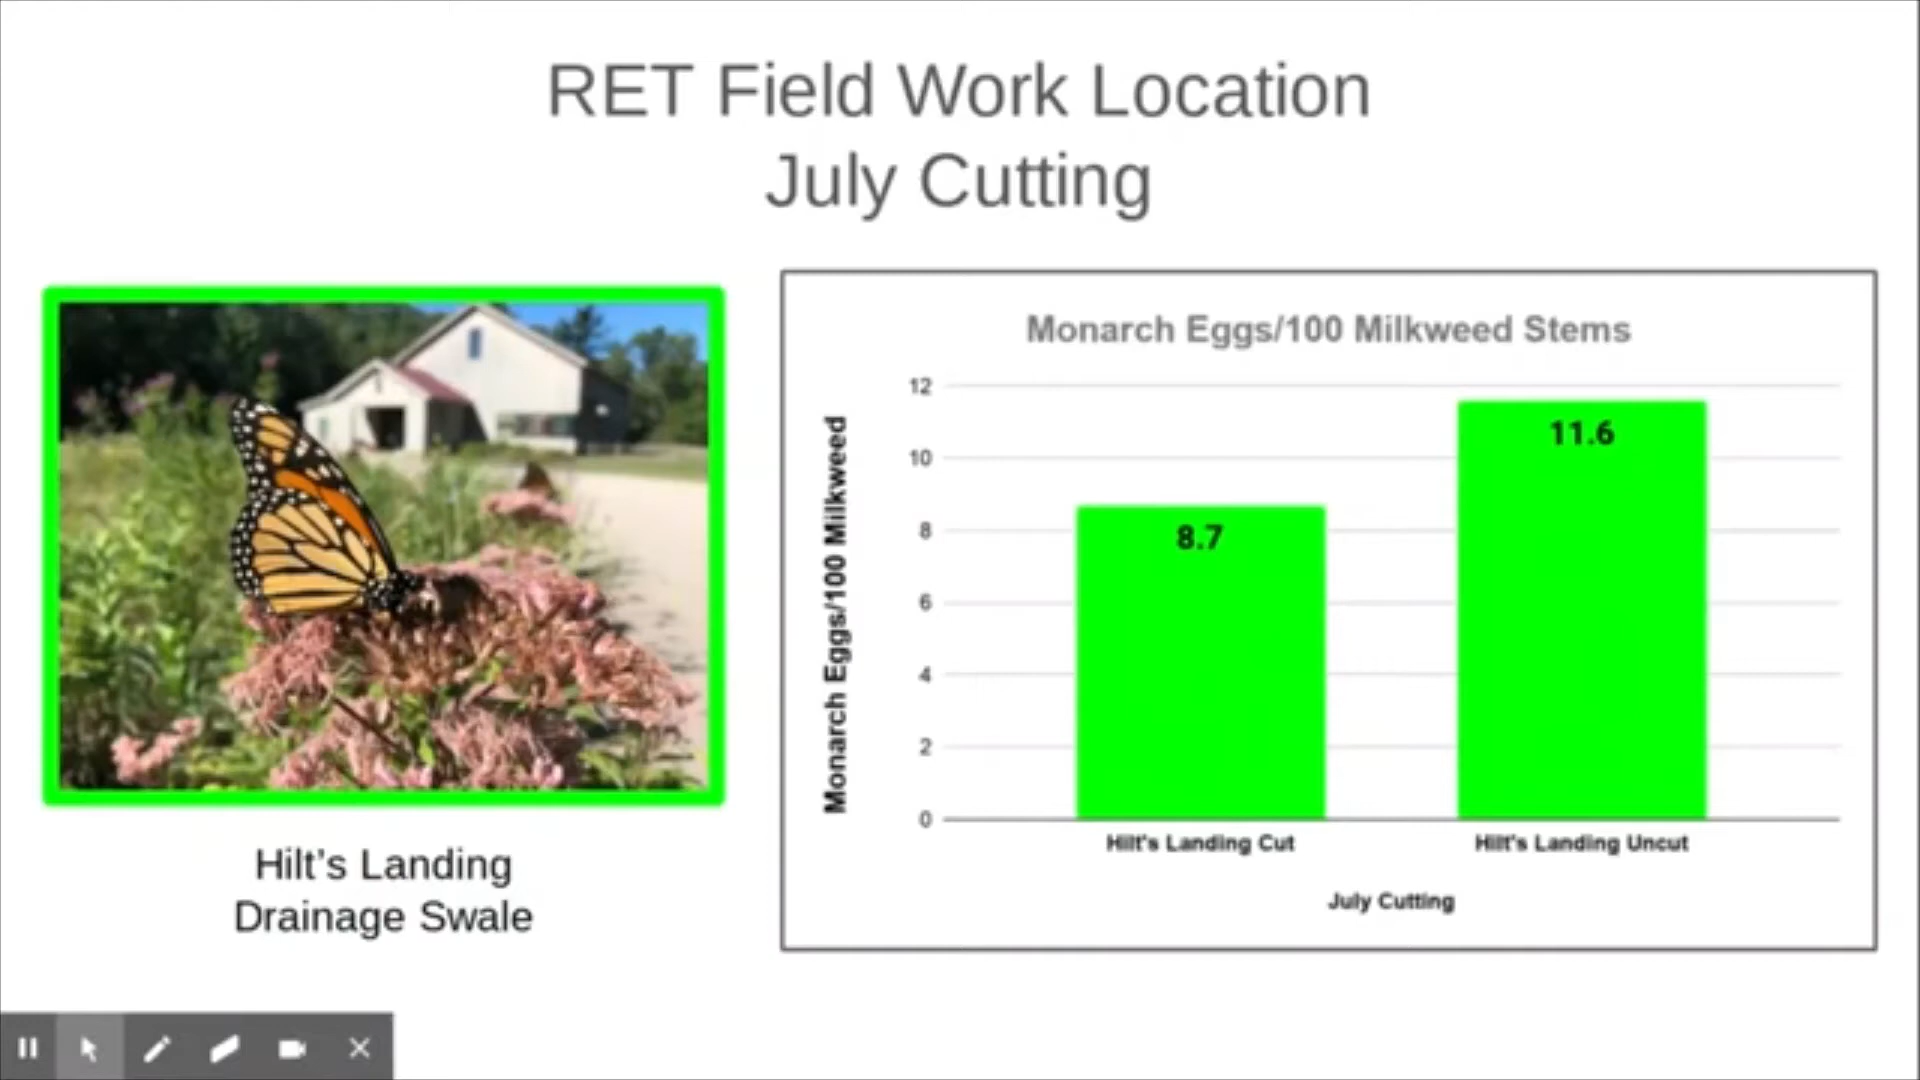 RET Field Work Location
July Cutting
Hilt's Landing
Drainage Swale
Monarch Eggs/100 Milkweed Stems
Monarch Eggs/100 Milkweed
12
10
8
6
4
2
0
8.7
11.6
Hilt's Landing Cut
Hilt's Landing Uncut
July Cutting